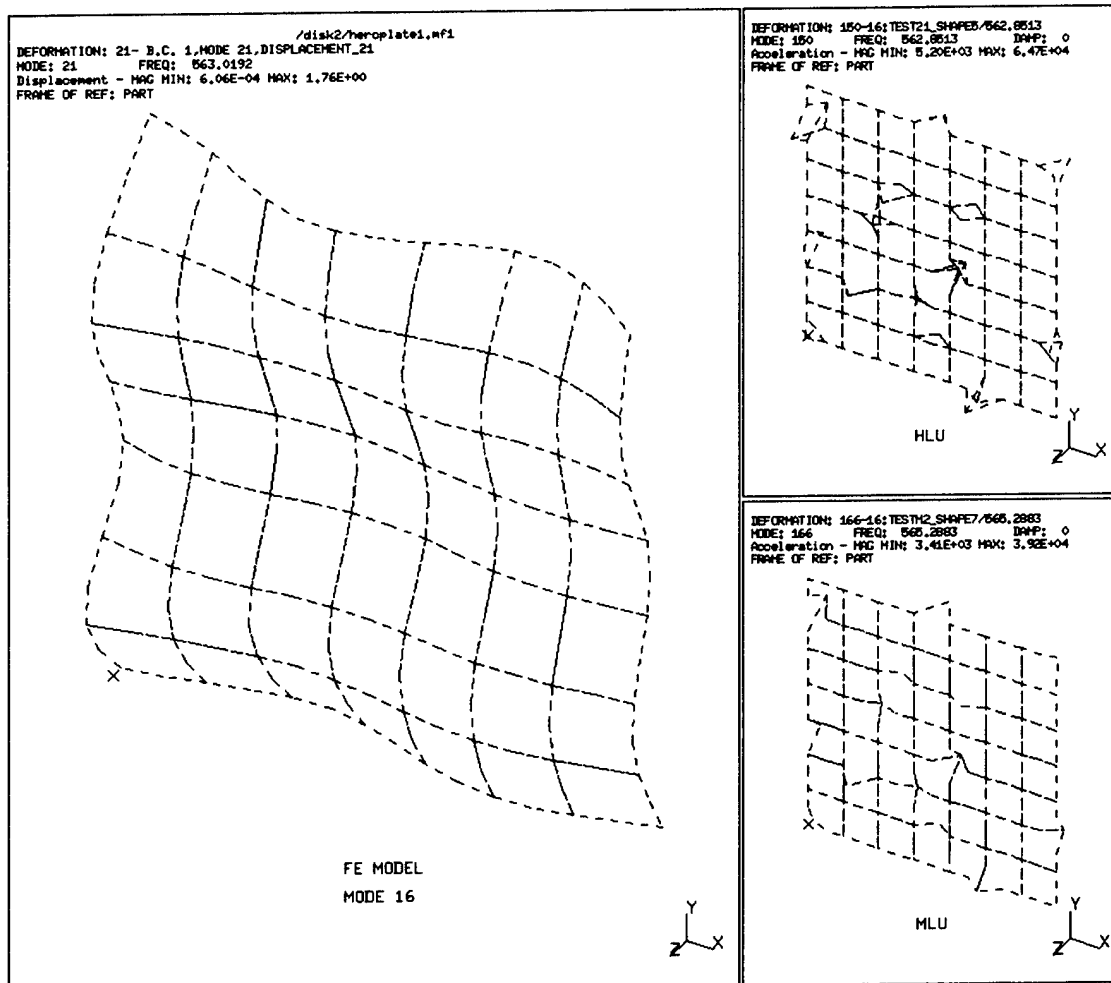 /disk2/heroplate1.mf1
DEFORMATION: 21- B.C. 1,MODE 21,DISPLACEMENT_21
MODE: 21 FREQ: 563.0192
Displacement - MAG MIN: 6.06E-04 MAX: 1.76E+00
FRAME OF REF: PART
X
FE MODEL
MODE 16
Y
Z X
DEFORMATION: 150-16:TEST21_SHAPE5/562.8513
MODE: 150 FREQ: 562.8513 DAMP: 0
Acceleration - MAG MIN: 5.20E+03 MAX: 6.47E+04
FRAME OF REF: PART
X
HLU
Y
Z X
DEFORMATION: 166-16:TESTM2_SHAPE7/565.2883
MODE: 166 FREQ: 565.2883 DAMP: 0
Acceleration - MAG MIN: 3.41E+03 MAX: 3.92E+04
FRAME OF REF: PART
X
MLU
Y
Z X